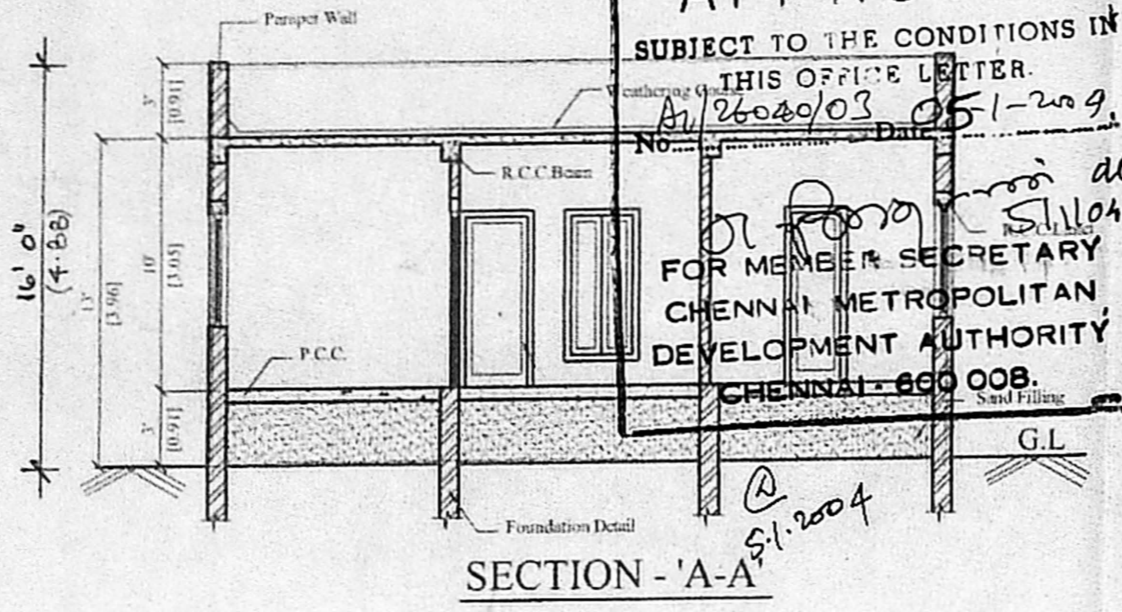 Parapet Wall
SUBJECT TO THE CONDITIONS IN
THIS OFFICE LETTER.
Weathering Course
No. 26040/03 Date 05-1-2004
R.C.C.Beam
5/1/04
R.C.C.Lintel
FOR MEMBER SECRETARY
CHENNAI METROPOLITAN
DEVELOPMENT AUTHORITY
CHENNAI - 600 008.
3'
[0.91]
16' 0"
(4.88)
13'
[3.96]
10'
[3.05]
P.C.C.
3'
[0.91]
Sand Filling
G.L
Foundation Detail
5.1.2004
SECTION - 'A-A'